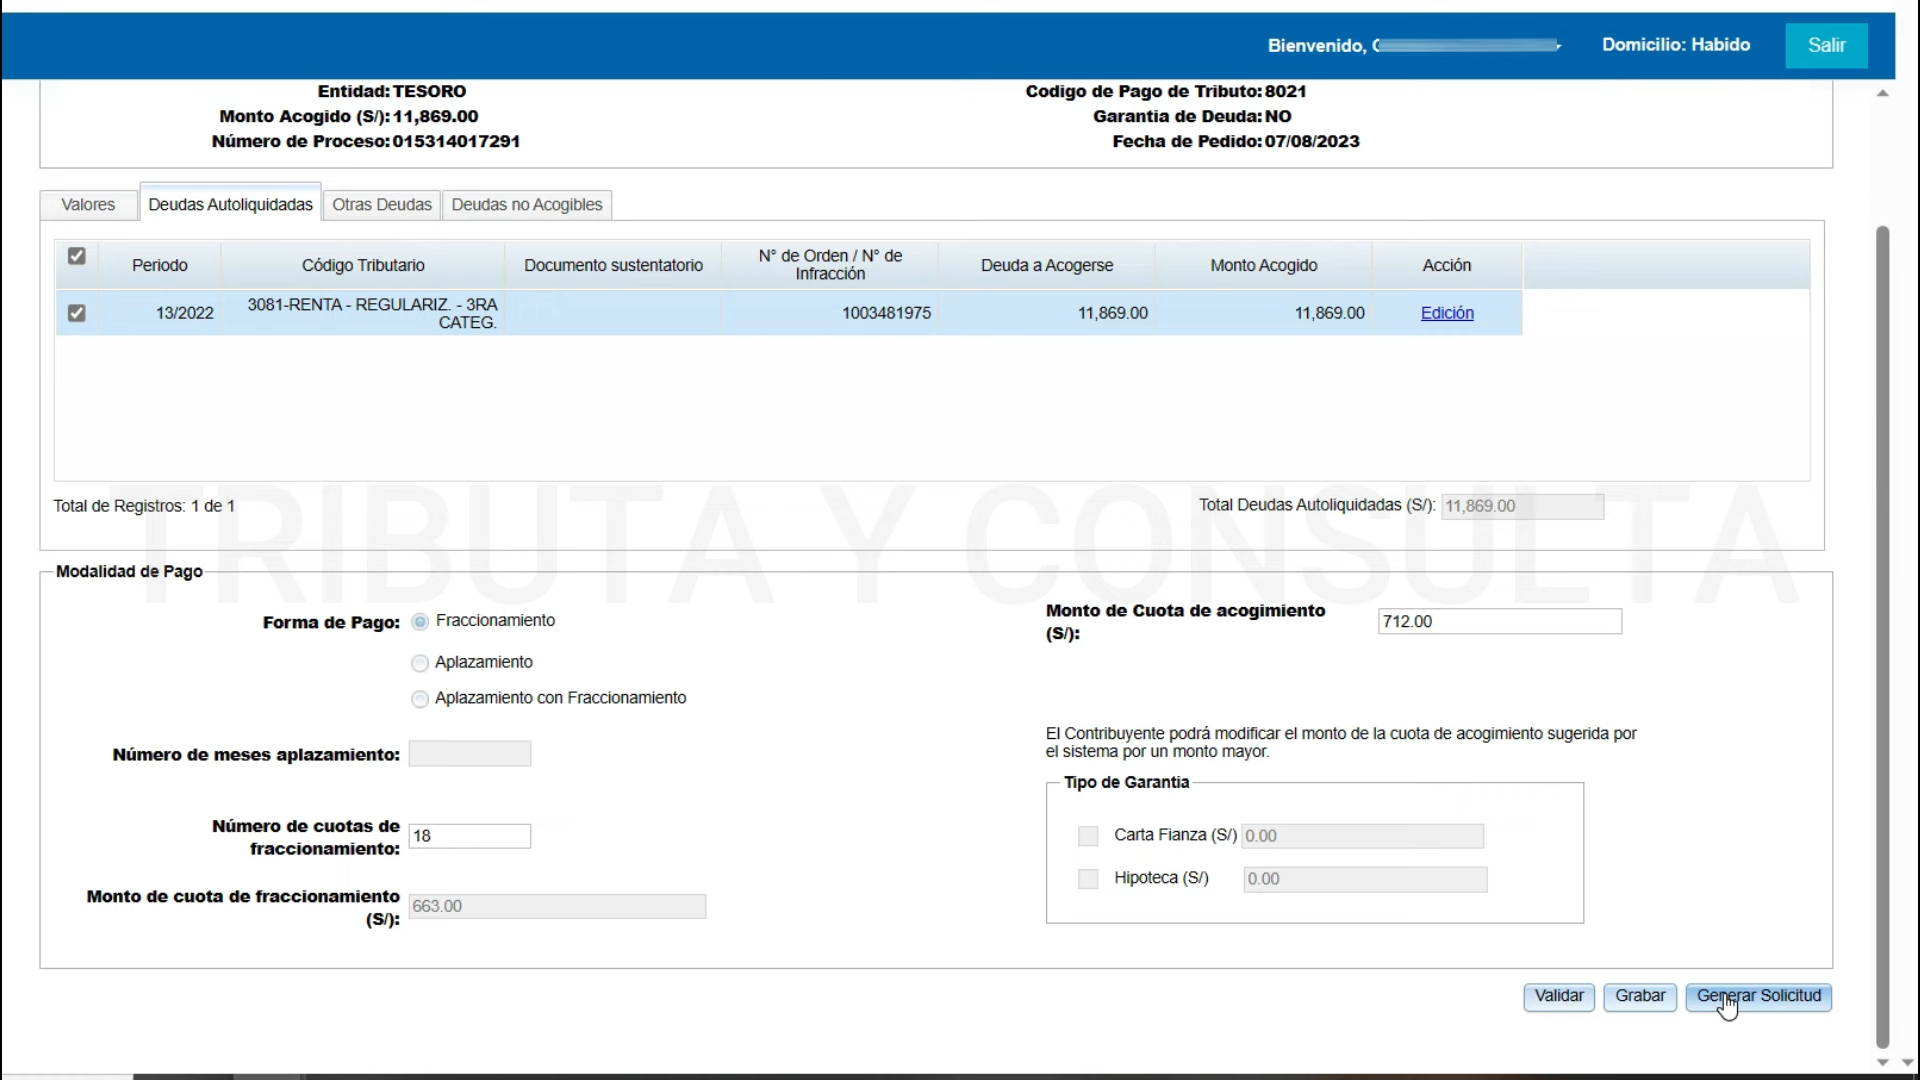 Bienvenido,
Domicilio: Habido
Salir
Entidad: TESORO
Codigo de Pago de Tributo: 8021
Monto Acogido (S/): 11,869.00
Garantia de Deuda: NO
Número de Proceso: 015314017291
Fecha de Pedido: 07/08/2023
Valores
Deudas Autoliquidadas
Otras Deudas
Deudas no Acogibles
Periodo
Código Tributario
Documento sustentatorio
N° de Orden / N° de
Infracción
Deuda a Acogerse
Monto Acogido
Acción
13/2022
3081-RENTA - REGULARIZ. - 3RA
CATEG.
1003481975
11,869.00
11,869.00
Edición
Total de Registros: 1 de 1
Total Deudas Autoliquidadas (S/): 11,869.00
TRIBUTA Y CONSULTA
Modalidad de Pago
Forma de Pago:
Fraccionamiento
Aplazamiento
Aplazamiento con Fraccionamiento
Monto de Cuota de acogimiento
(S/):
712.00
Número de meses aplazamiento:
El Contribuyente podrá modificar el monto de la cuota de acogimiento sugerida por
el sistema por un monto mayor.
Tipo de Garantia
Carta Fianza (S/) 0.00
Hipoteca (S/) 0.00
Número de cuotas de
fraccionamiento:
18
Monto de cuota de fraccionamiento
(S/):
663.00
Validar
Grabar
Generar Solicitud